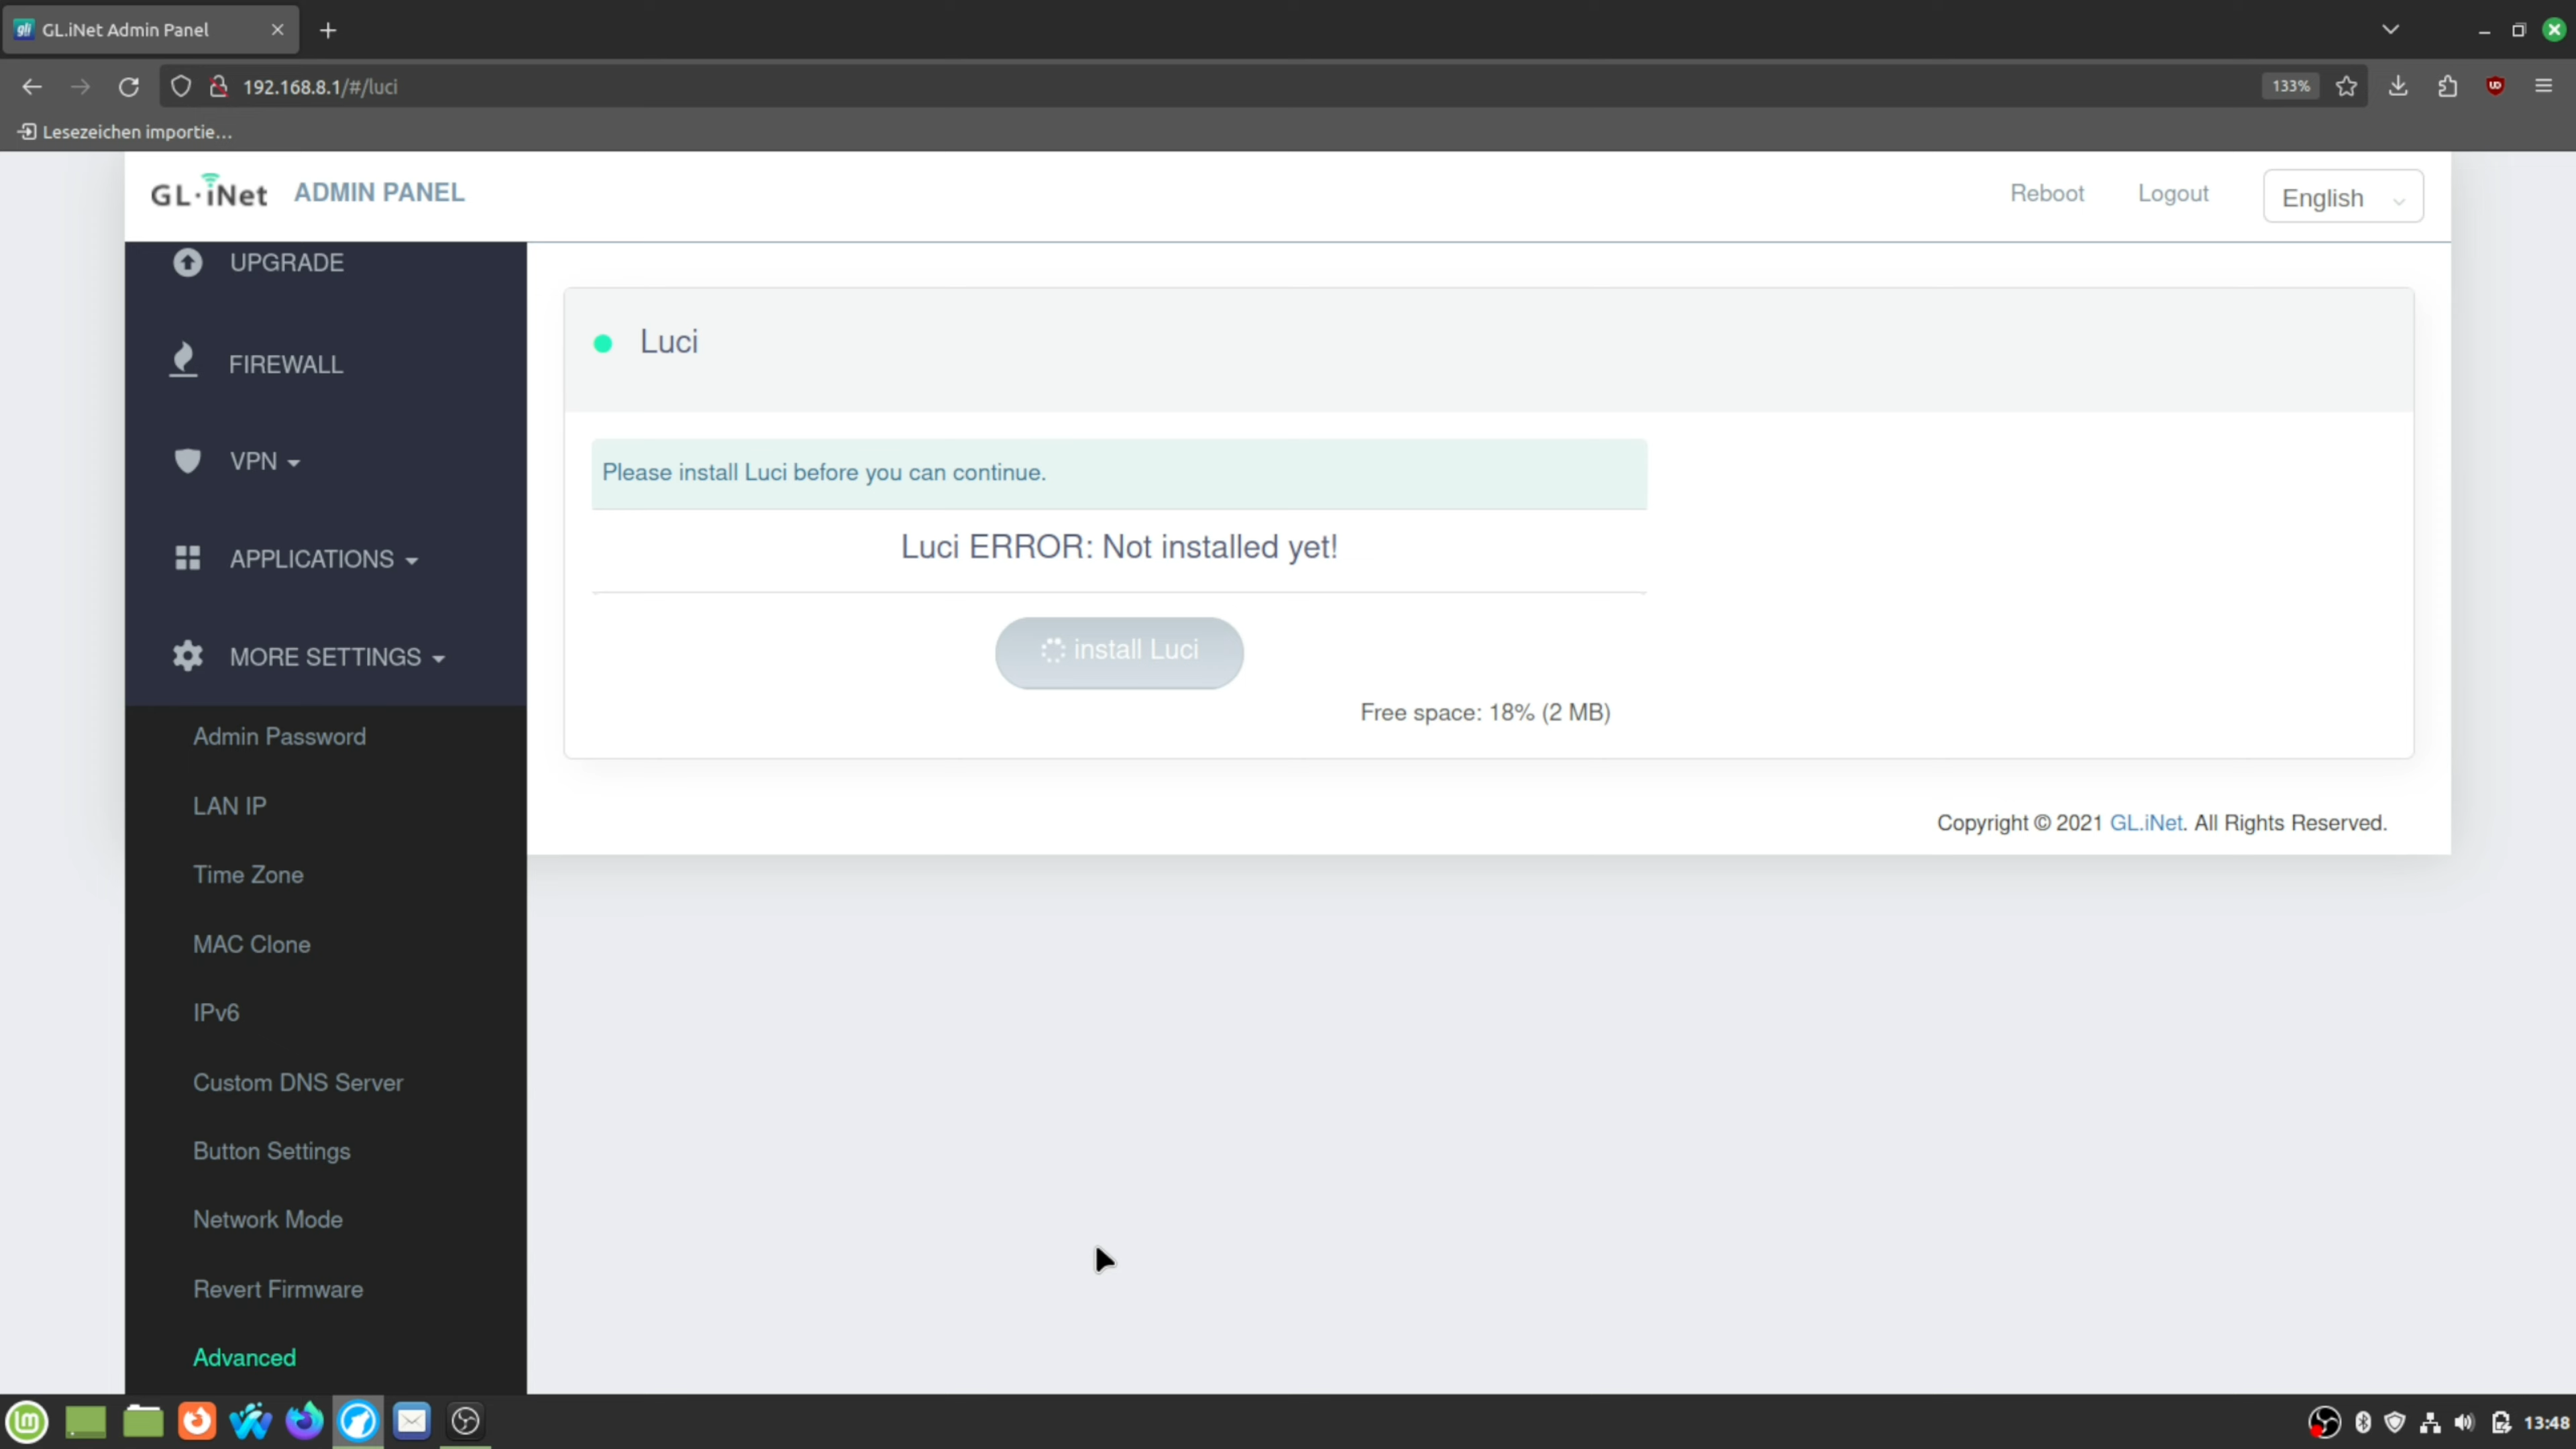 GL.iNet Admin Panel
192.168.8.1/#/luci
133%
Lesezeichen importie…
GL·iNet ADMIN PANEL
Reboot
Logout
English
UPGRADE
FIREWALL
VPN
APPLICATIONS
MORE SETTINGS
Admin Password
LAN IP
Time Zone
MAC Clone
IPv6
Custom DNS Server
Button Settings
Network Mode
Revert Firmware
Advanced
Luci
Please install Luci before you can continue.
Luci ERROR: Not installed yet!
install Luci
Free space: 18% (2 MB)
Copyright © 2021 GL.iNet. All Rights Reserved.
13:48